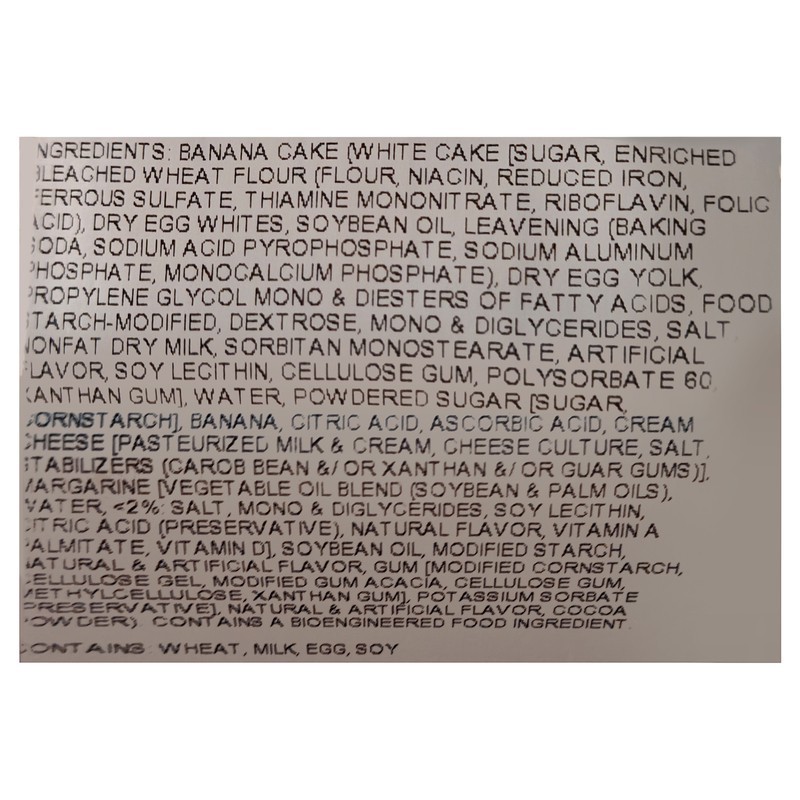 INGREDIENTS: BANANA CAKE (WHITE CAKE [SUGAR, ENRICHED
BLEACHED WHEAT FLOUR (FLOUR, NIACIN, REDUCED IRON,
FERROUS SULFATE, THIAMINE MONONITRATE, RIBOFLAVIN, FOLIC
ACID), DRY EGG WHITES, SOYBEAN OIL, LEAVENING (BAKING
SODA, SODIUM ACID PYROPHOSPHATE, SODIUM ALUMINUM
PHOSPHATE, MONOCALCIUM PHOSPHATE), DRY EGG YOLK,
PROPYLENE GLYCOL MONO & DIESTERS OF FATTY ACIDS, FOOD
STARCH-MODIFIED, DEXTROSE, MONO & DIGLYCERIDES, SALT
NONFAT DRY MILK, SORBITAN MONOSTEARATE, ARTIFICIAL
FLAVOR, SOY LECITHIN, CELLULOSE GUM, POLYSORBATE 60,
XANTHAN GUM], WATER, POWDERED SUGAR [SUGAR,
CORNSTARCH], BANANA, CITRIC ACID, ASCORBIC ACID, CREAM
CHEESE [PASTEURIZED MILK & CREAM, CHEESE CULTURE, SALT,
STABILIZERS (CAROB BEAN &/OR XANTHAN &/OR GUAR GUMS)],
MARGARINE [VEGETABLE OIL BLEND (SOYBEAN & PALM OILS),
WATER, <2%: SALT, MONO & DIGLYCERIDES, SOY LECITHIN,
CITRIC ACID (PRESERVATIVE), NATURAL FLAVOR, VITAMIN A
PALMITATE, VITAMIN D], SOYBEAN OIL, MODIFIED STARCH,
NATURAL & ARTIFICIAL FLAVOR, GUM [MODIFIED CORNSTARCH,
CELLULOSE GEL, MODIFIED GUM ACACIA, CELLULOSE GUM,
METHYLCELLULOSE, XANTHAN GUM], POTASSIUM SORBATE
(PRESERVATIVE], NATURAL & ARTIFICIAL FLAVOR, COCOA
POWDER). CONTAINS A BIOENGINEERED FOOD INGREDIENT.
CONTAINS: WHEAT, MILK, EGG, SOY